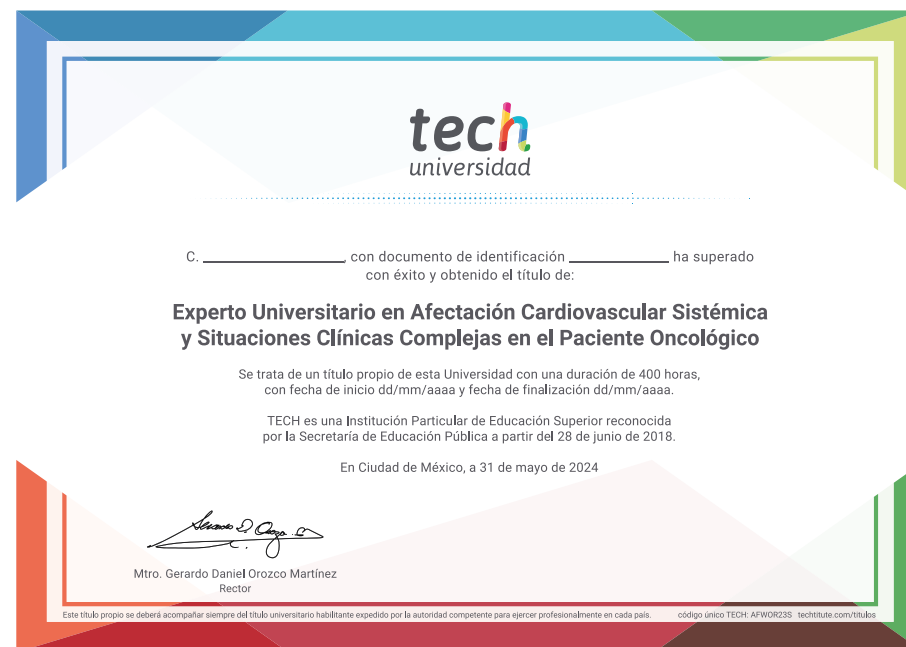 tech
universidad
C. ____________, con documento de identificación ____________ ha superado
con éxito y obtenido el título de:
Experto Universitario en Afectación Cardiovascular Sistémica
y Situaciones Clínicas Complejas en el Paciente Oncológico
Se trata de un título propio de esta Universidad con una duración de 400 horas,
con fecha de inicio dd/mm/aaaa y fecha de finalización dd/mm/aaaa.
TECH es una Institución Particular de Educación Superior reconocida
por la Secretaría de Educación Pública a partir del 28 de junio de 2018.
En Ciudad de México, a 31 de mayo de 2024
Mtro. Gerardo Daniel Orozco Martínez
Rector
Este título propio se deberá acompañar siempre del título universitario habilitante expedido por la autoridad competente para ejercer profesionalmente en cada país. código único TECH: AFWOR23S techtitute.com/titulos